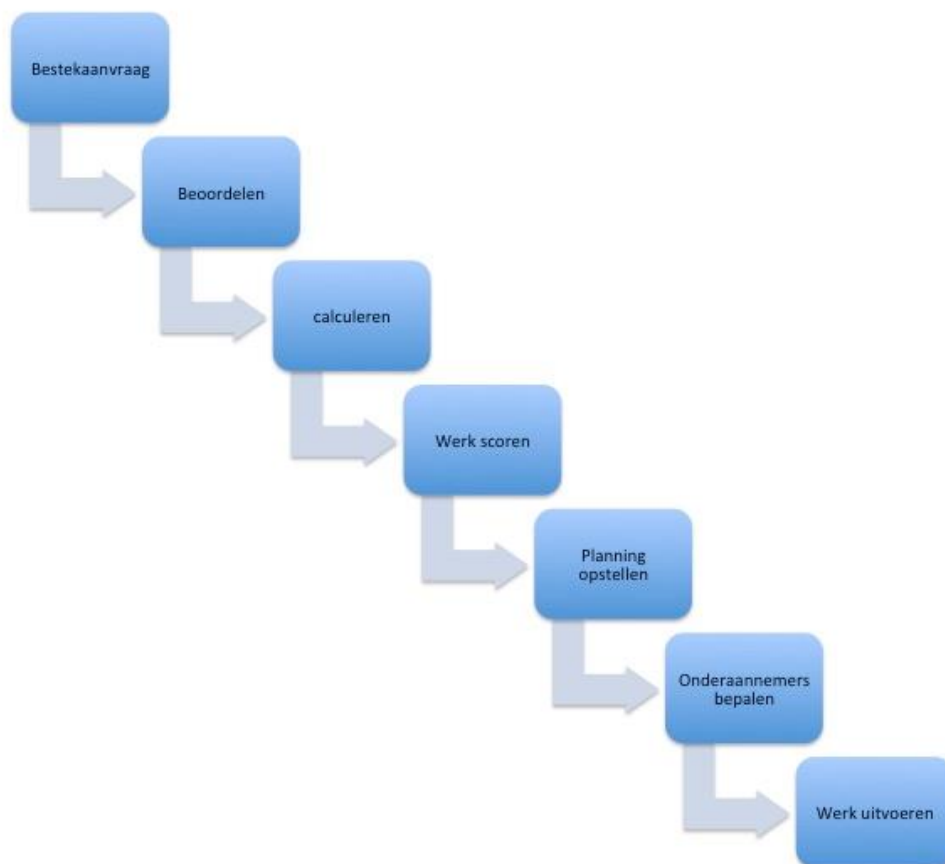 Bestekaanvraag
Beoordelen
calculeren
Werk scoren
Planning
opstellen
Onderaannemers
bepalen
Werk uitvoeren